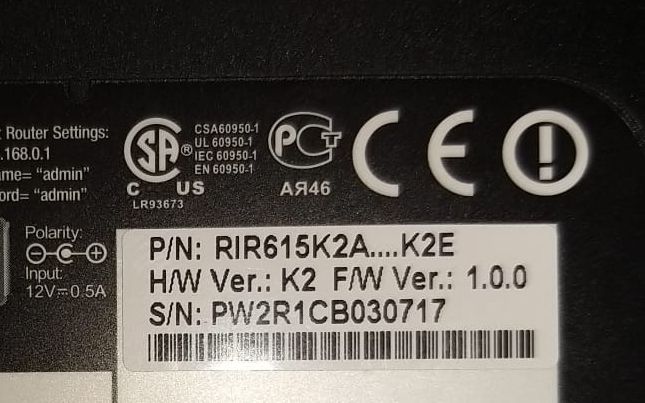 Router Settings:
.168.0.1
ame= “admin”
ord= “admin”
SA ®
C US
LR93673
CSA60950-1
UL 60950-1
IEC 60950-1
EN 60950-1
РСТ
АЯ46
CE
Polarity:
Input:
12V⎓0.5A
P/N: RIR615K2A....K2E
H/W Ver.: K2 F/W Ver.: 1.0.0
S/N: PW2R1CB030717